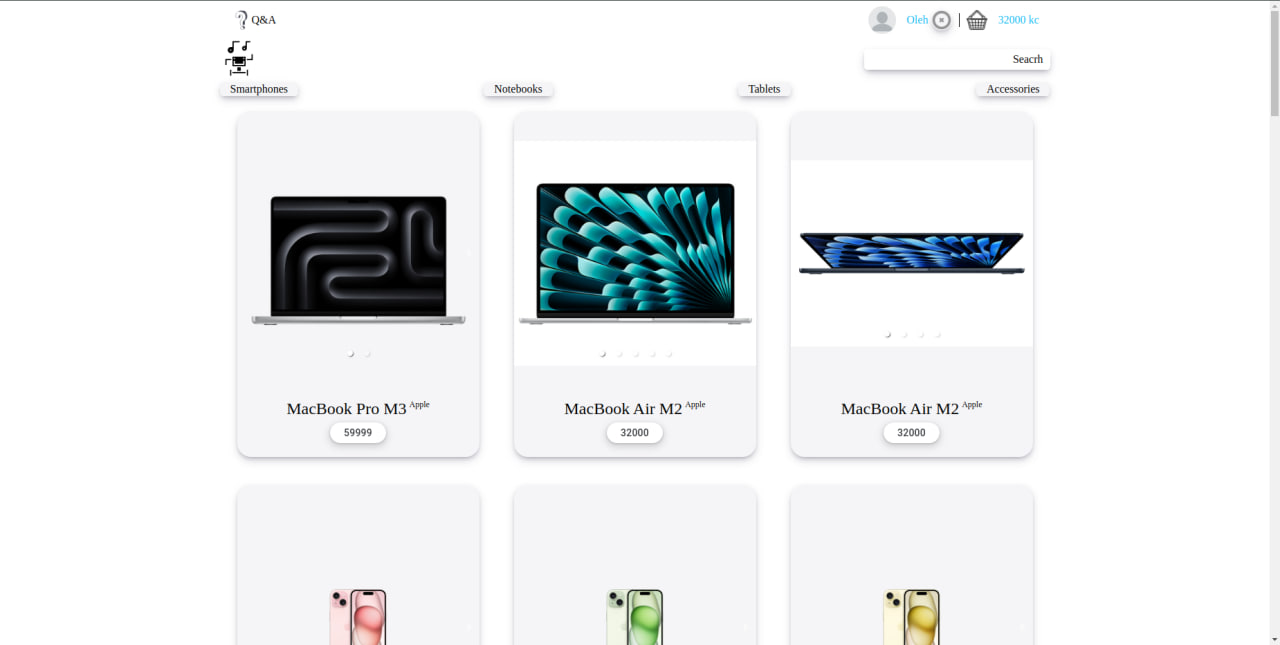 Q&A
Oleh
32000 kc
Seacrh
Smartphones
Notebooks
Tablets
Accessories
MacBook Pro M3 Apple
MacBook Air M2 Apple
MacBook Air M2 Apple
59999
32000
32000